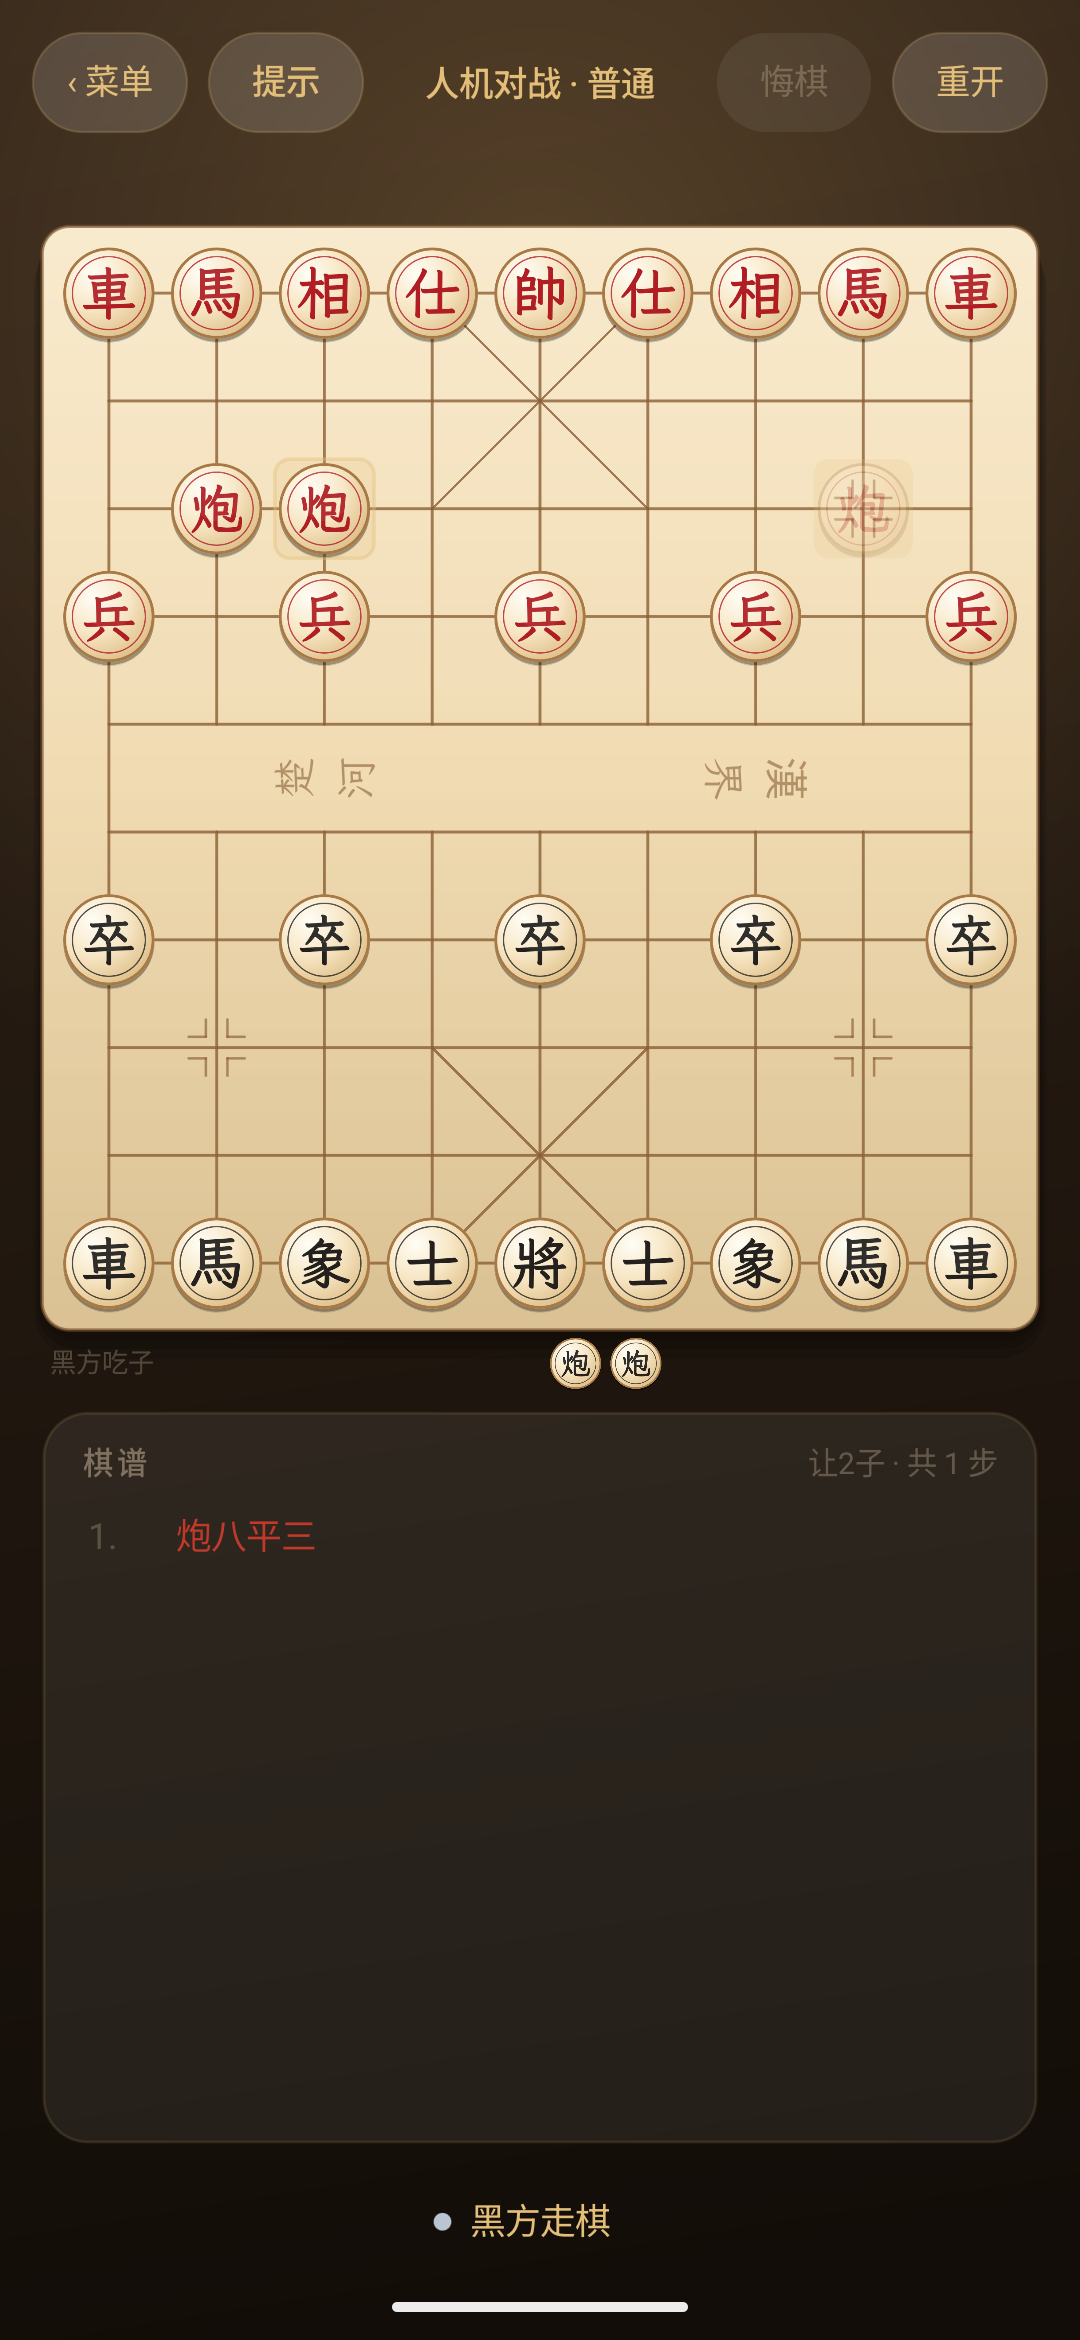 ‹ 菜单 提示 人机对战 · 普通 悔棋 重开
車 馬 相 仕 帥 仕 相 馬 車
炮 炮 炮
兵 兵 兵 兵 兵
楚 河 界 漢
卒 卒 卒 卒 卒
車 馬 象 士 將 士 象 馬 車
黑方吃子 炮 炮
棋谱 让2子 · 共 1 步
1. 炮八平三
黑方走棋